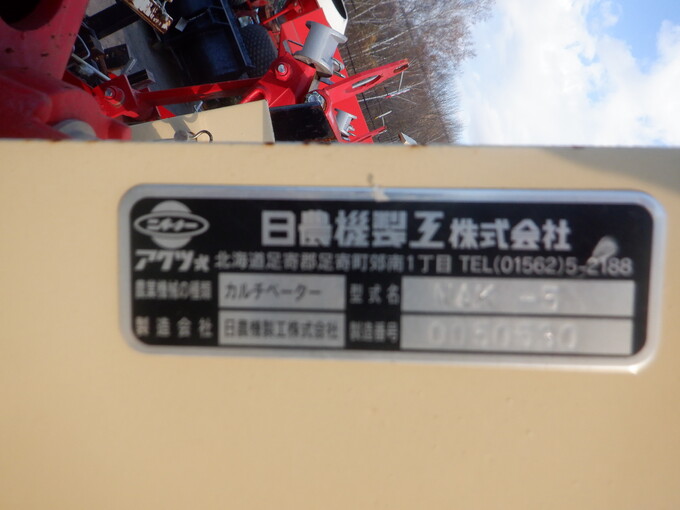 ニチノー 日農機製工株式会社
北海道足寄郡足寄町郊南1丁目 TEL(01562)5-2188
農業機械の種類 カルチベーター 型式名
製造会社 日農機製工株式会社 製造番号 0050530